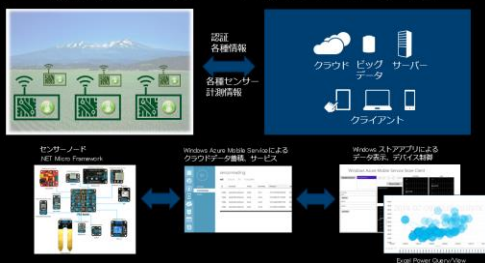 認証
各種情報
各種センサー
計測情報
クラウド ビッグ サーバー
データ
クライアント
センサーノード
.NET Micro Framework
Windows Azure Mobile Serviceによる
クラウドデータ蓄積、サービス
Windows ストアアプリによる
データ表示、デバイス制御
Excel Power Query/View